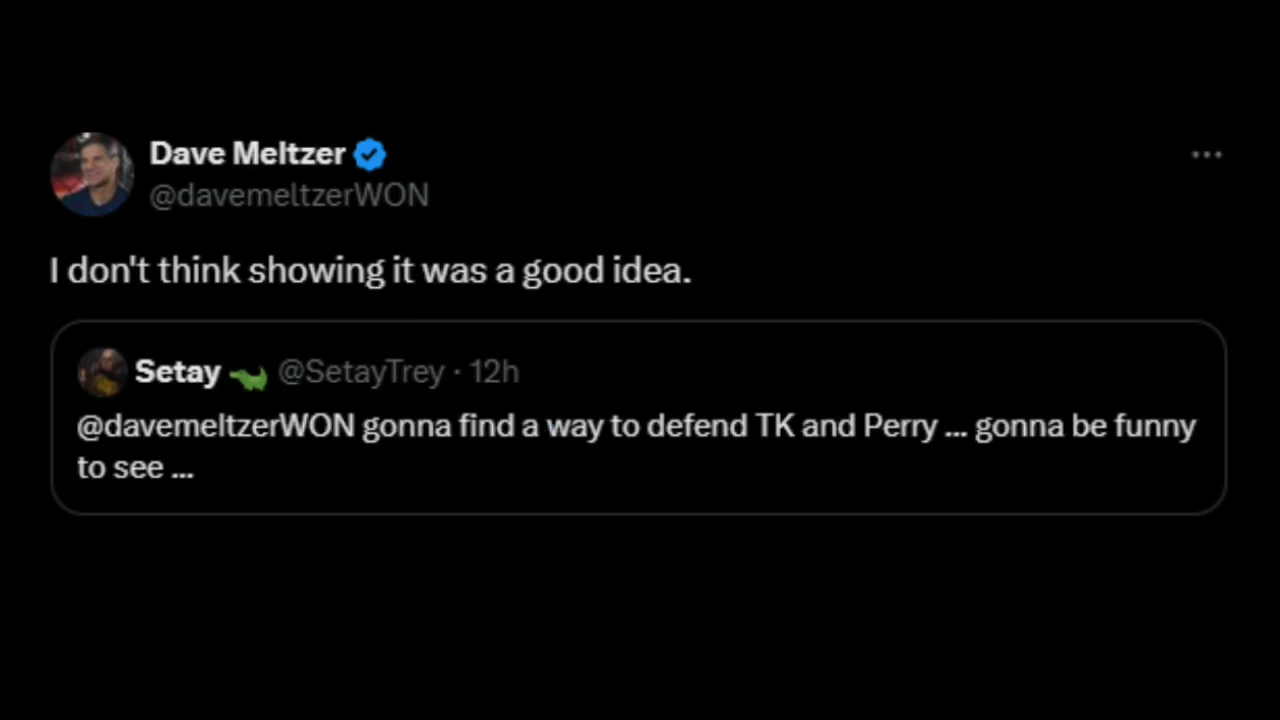 Dave Meltzer
@davemeltzerWON
I don't think showing it was a good idea.
Setay 🐊 @SetayTrey · 12h
@davemeltzerWON gonna find a way to defend TK and Perry ... gonna be funny
to see ...